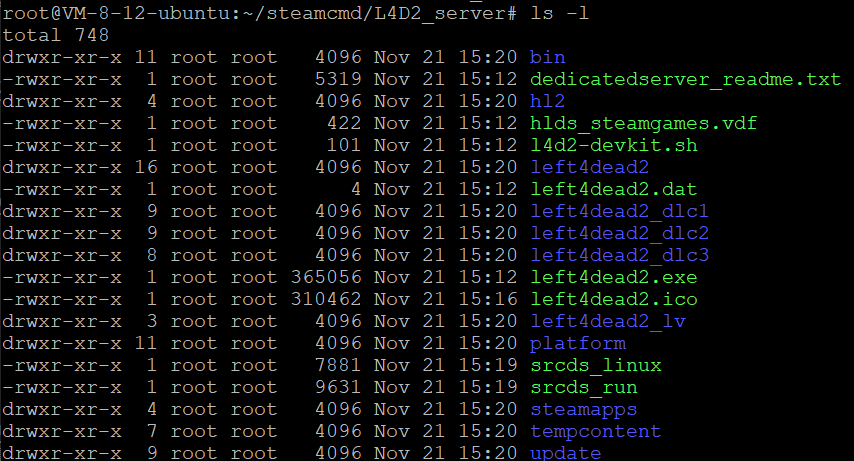 root@VM-8-12-ubuntu:~/steamcmd/L4D2_server# ls -l
total 748
drwxr-xr-x 11 root root   4096 Nov 21 15:20 bin
-rwxr-xr-x  1 root root   5319 Nov 21 15:12 dedicatedserver_readme.txt
drwxr-xr-x  4 root root   4096 Nov 21 15:20 hl2
-rwxr-xr-x  1 root root    422 Nov 21 15:12 hlds_steamgames.vdf
-rwxr-xr-x  1 root root    101 Nov 21 15:12 l4d2-devkit.sh
drwxr-xr-x 16 root root   4096 Nov 21 15:20 left4dead2
-rwxr-xr-x  1 root root      4 Nov 21 15:12 left4dead2.dat
drwxr-xr-x  9 root root   4096 Nov 21 15:20 left4dead2_dlc1
drwxr-xr-x  9 root root   4096 Nov 21 15:20 left4dead2_dlc2
drwxr-xr-x  8 root root   4096 Nov 21 15:20 left4dead2_dlc3
-rwxr-xr-x  1 root root 365056 Nov 21 15:12 left4dead2.exe
-rwxr-xr-x  1 root root 310462 Nov 21 15:16 left4dead2.ico
drwxr-xr-x  3 root root   4096 Nov 21 15:20 left4dead2_lv
drwxr-xr-x 11 root root   4096 Nov 21 15:20 platform
-rwxr-xr-x  1 root root   7881 Nov 21 15:19 srcds_linux
-rwxr-xr-x  1 root root   9631 Nov 21 15:19 srcds_run
drwxr-xr-x  4 root root   4096 Nov 21 15:20 steamapps
drwxr-xr-x  7 root root   4096 Nov 21 15:20 tempcontent
drwxr-xr-x  9 root root   4096 Nov 21 15:20 update